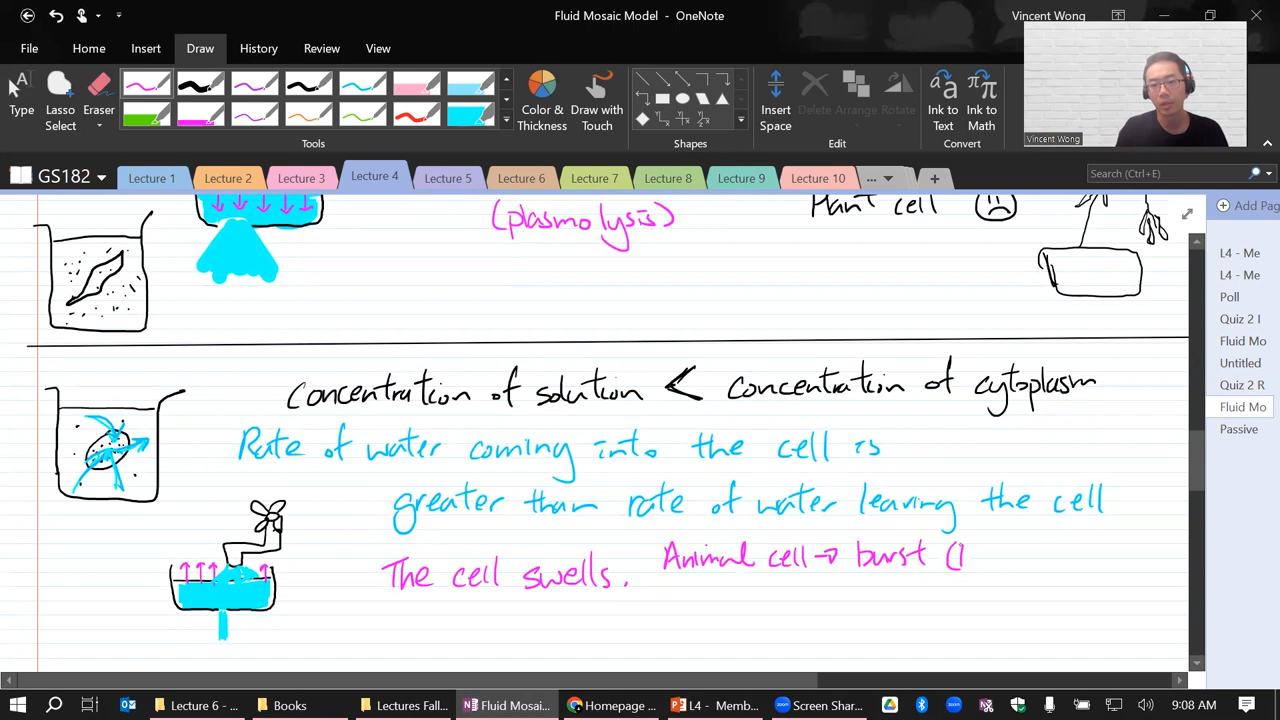 Fluid Mosaic Model - OneNote
Vincent Wong
File Home Insert Draw History Review View
Type Lasso Select Eraser Color & Thickness Draw with Touch Insert Space Delete Arrange Rotate Ink to Text Ink to Math
Tools Shapes Edit Convert
Vincent Wong
GS182 Lecture 1 Lecture 2 Lecture 3 Lecture 4 Lecture 5 Lecture 6 Lecture 7 Lecture 8 Lecture 9 Lecture 10 ... Search (Ctrl+E)
Add Pag
L4 - Me
L4 - Me
Poll
Quiz 2 I
Fluid Mo
Untitled
Quiz 2 R
Fluid Mo
Passive
Plant cell
(plasmolysis)
Concentration of solution < concentration of cytoplasm
Rate of water coming into the cell is
greater than rate of water leaving the cell
The cell swells. Animal cell → burst (l
Lecture 6 - Books Lectures Fall Fluid Mosai... Homepage ... L4 - Memb... Screen Shar... 9:08 AM